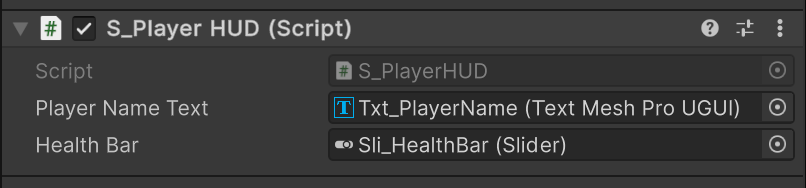 S_Player HUD (Script)
Script S_PlayerHUD
Player Name Text Txt_PlayerName (Text Mesh Pro UGUI)
Health Bar Sli_HealthBar (Slider)